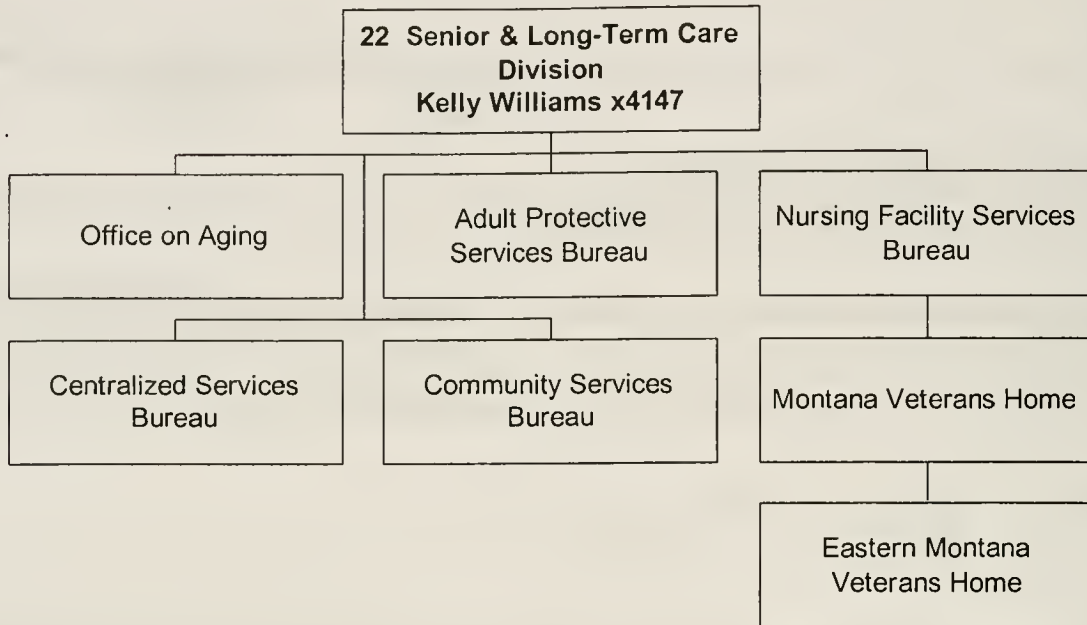 22 Senior & Long-Term Care
Division
Kelly Williams x4147
Office on Aging
Adult Protective
Services Bureau
Nursing Facility Services
Bureau
Centralized Services
Bureau
Community Services
Bureau
Montana Veterans Home
Eastern Montana
Veterans Home